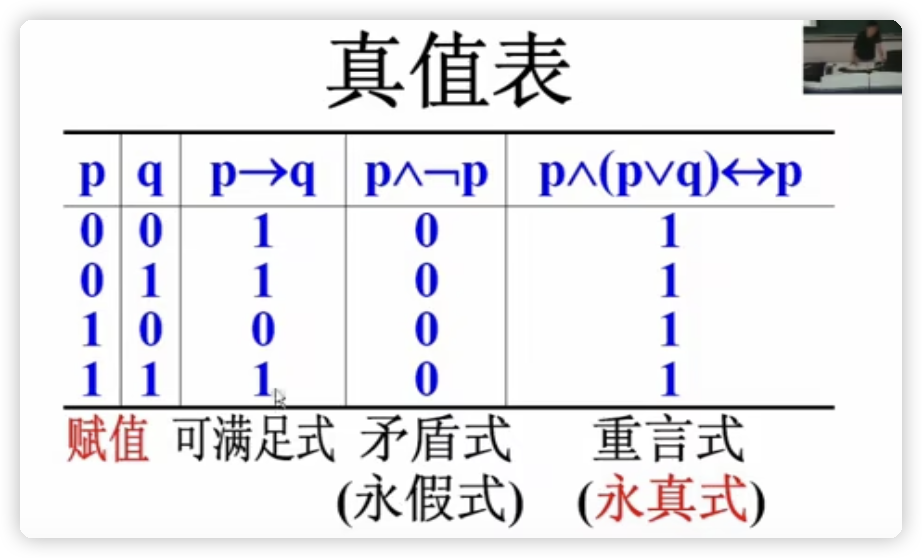 真值表
p q p→q p∧¬p p∧(p∨q)↔p
0 0 1 0 1
0 1 1 0 1
1 0 0 0 1
1 1 1 0 1
赋值 可满足式 矛盾式 重言式
(永假式) (永真式)